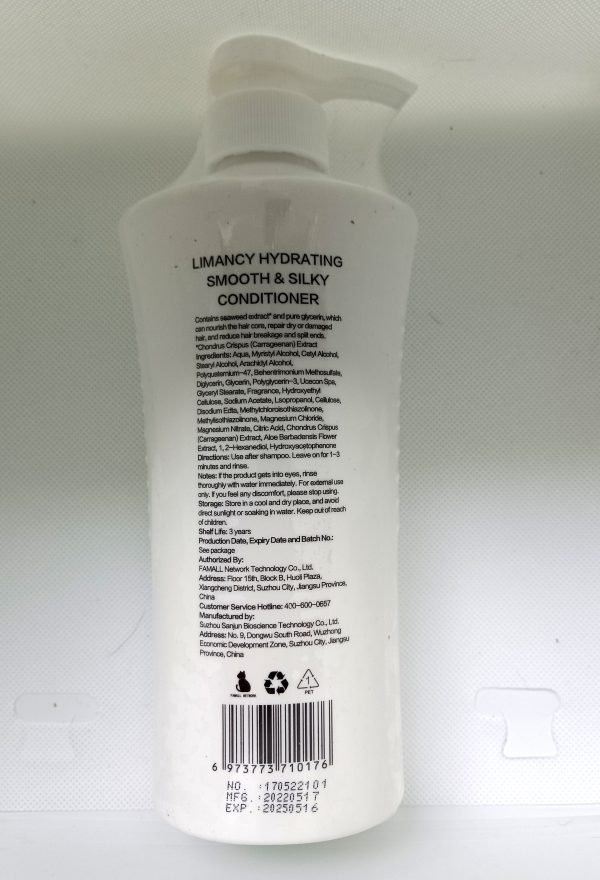 LIMANCY HYDRATING
SMOOTH & SILKY
CONDITIONER
Contains seaweed extract* and pure glycerin, which
can nourish the hair core, repair dry or damaged
hair, and reduce hair breakage and split ends.
*Chondrus Crispus (Carrageenan) Extract
Ingredients: Aqua, Myristyl Alcohol, Cetyl Alcohol,
Stearyl Alcohol, Arachidyl Alcohol,
Polyquaternium-47, Behentrimonium Methosulfate,
Diglycerin, Glycerin, Polyglycerin-3, Ucecon Spa,
Glyceryl Stearate, Fragrance, Hydroxyethyl
Cellulose, Sodium Acetate, Lsopropanol, Cellulose,
Disodium Edta, Methylchloroisothiazolinone,
Methylisothiazolinone, Magnesium Chloride,
Magnesium Nitrate, Citric Acid, Chondrus Crispus
(Carrageenan) Extract, Aloe Barbadensis Flower
Extract, 1, 2-Hexanediol, Hydroxyacetophenone
Directions: Use after shampoo. Leave on for 1-3
minutes and rinse.
Notes: If the product gets into eyes, rinse
thoroughly with water immediately. For external use
only. If you feel any discomfort, please stop using.
Storage: Store in a cool and dry place, and avoid
direct sunlight or soaking in water. Keep out of reach
of children.
Shelf Life: 3 years
Production Date, Expiry Date and Batch No.:
See package
Authorized By:
FAMALL Network Technology Co., Ltd.
Address: Floor 15th, Block B, Huoli Plaza,
Xiangcheng District, Suzhou City, Jiangsu Province,
China
Customer Service Hotline: 400-600-0657
Manufactured by:
Suzhou Sanjun Bioscience Technology Co., Ltd.
Address: No. 9, Dongwu South Road, Wuzhong
Economic Development Zone, Suzhou City, Jiangsu
Province, China
FAMALL NETWORK
1
PET
6 973773 710176
NO. :170522101
MFG.:20220517
EXP.:20250516